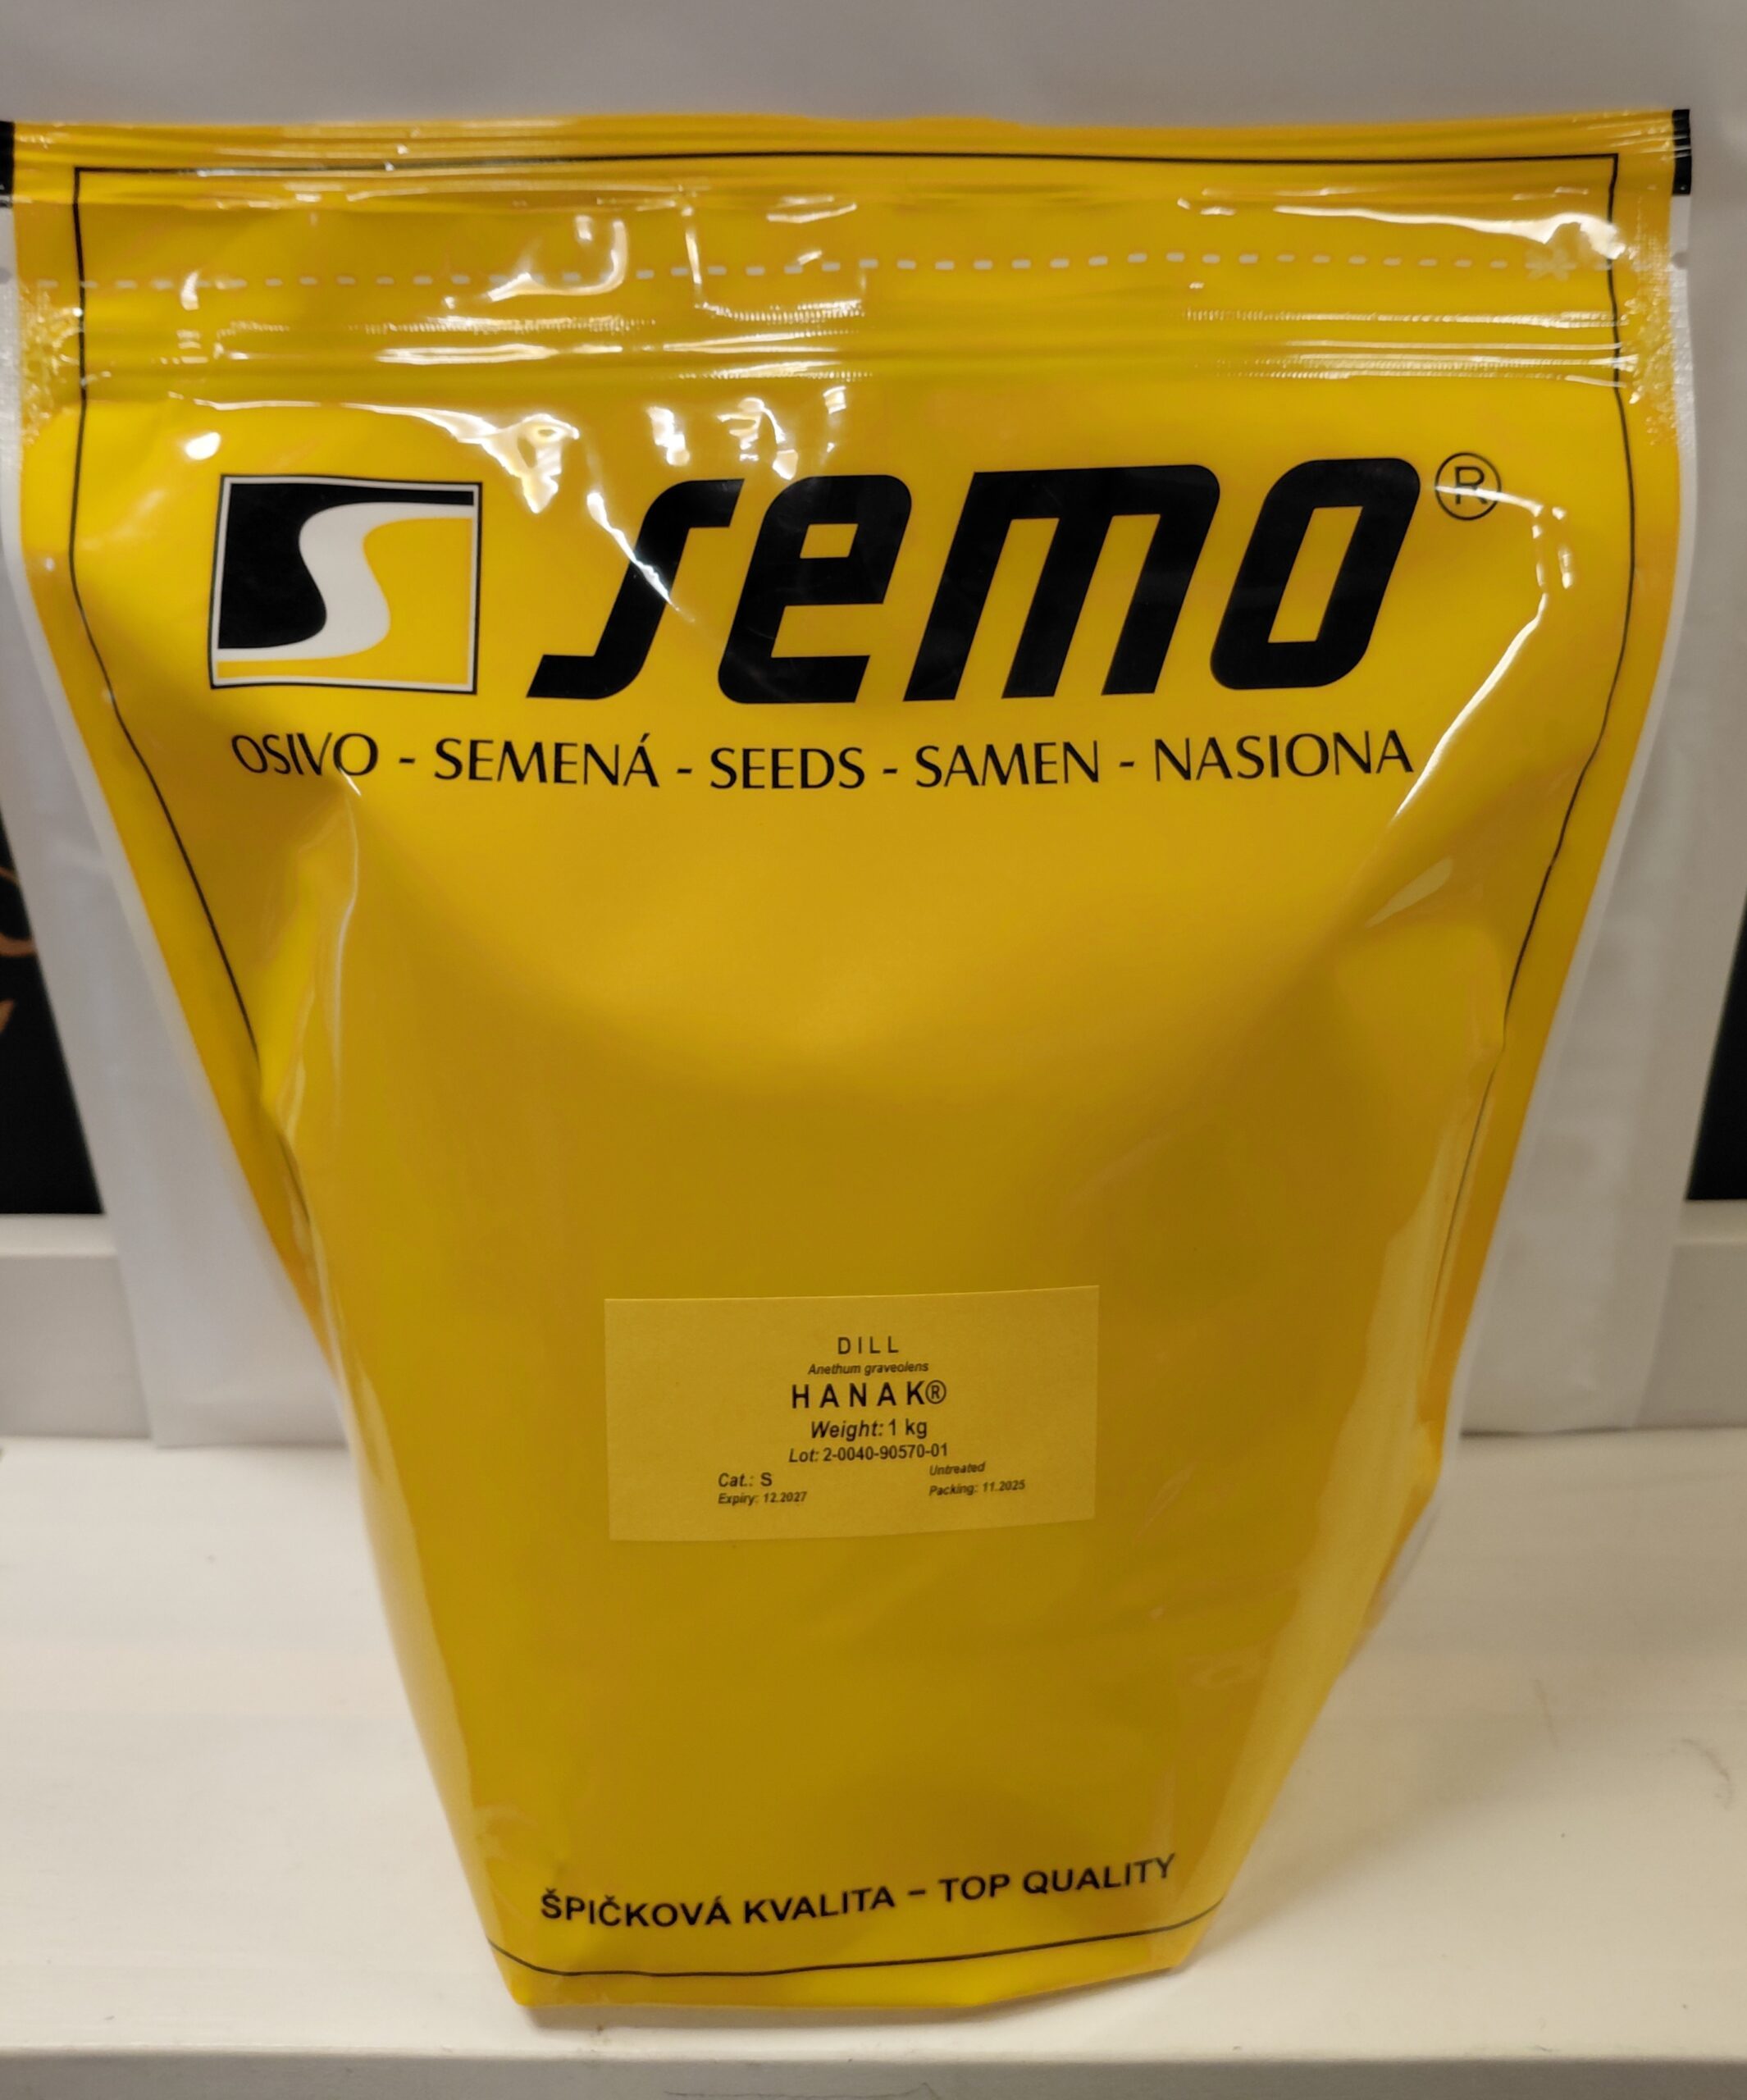 semo®
OSIVO - SEMENÁ - SEEDS - SAMEN - NASIONA
DILL
Anethum graveolens
HANAK®
Weight: 1 kg
Lot: 2-0040-90570-01
Cat.: S Untreated
Expiry: 12.2027 Packing: 11.2025
ŠPIČKOVÁ KVALITA - TOP QUALITY